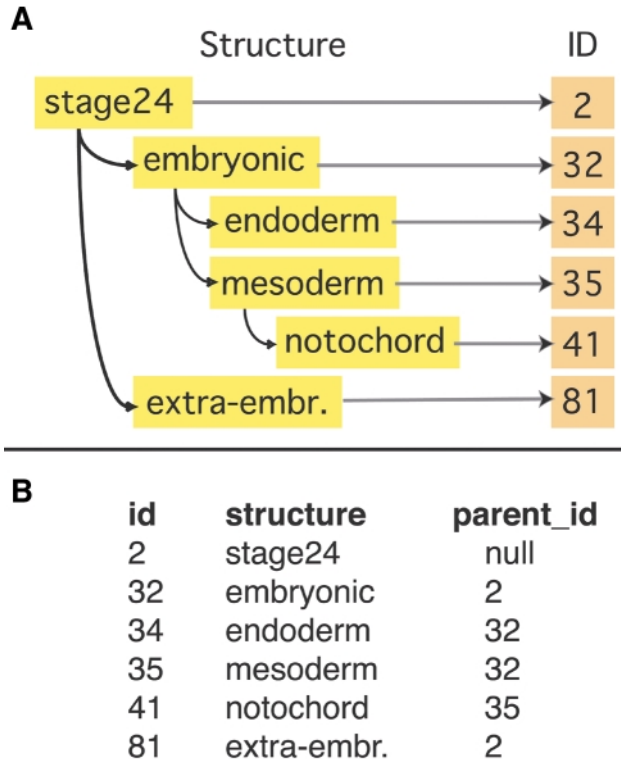 A
Structure ID
stage24 2
embryonic 32
endoderm 34
mesoderm 35
notochord 41
extra-embr. 81
B
id structure parent_id
2 stage24 null
32 embryonic 2
34 endoderm 32
35 mesoderm 32
41 notochord 35
81 extra-embr. 2